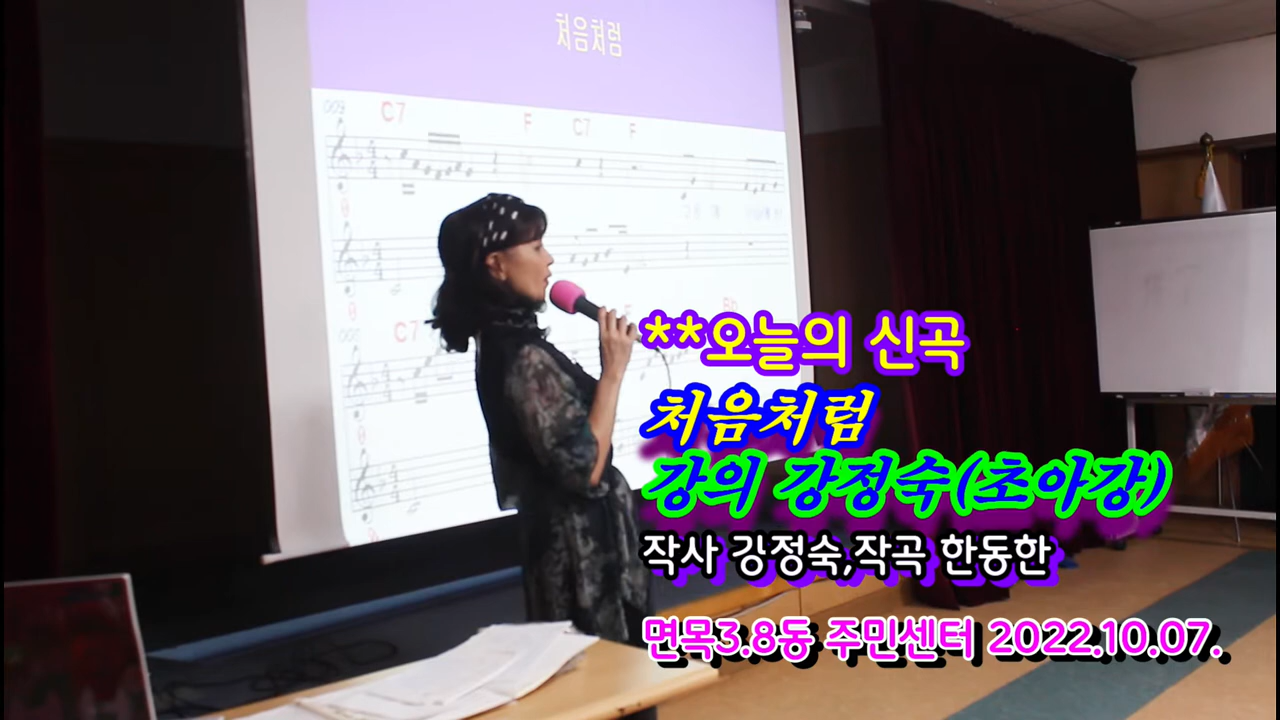 처음처럼
009 C7 F C7 F
C7 F Bb
**오늘의 신곡
처음처럼
강의 강정숙(초아강)
작사 강정숙,작곡 한동한
면목3.8동 주민센터 2022.10.07.